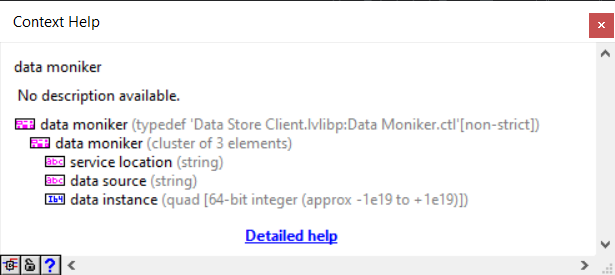 Context Help
data moniker
No description available.
data moniker (typedef 'Data Store Client.lvlibp:Data Moniker.ctl'[non-strict])
data moniker (cluster of 3 elements)
abc service location (string)
abc data source (string)
I64 data instance (quad [64-bit integer (approx -1e19 to +1e19)])
Detailed help
?